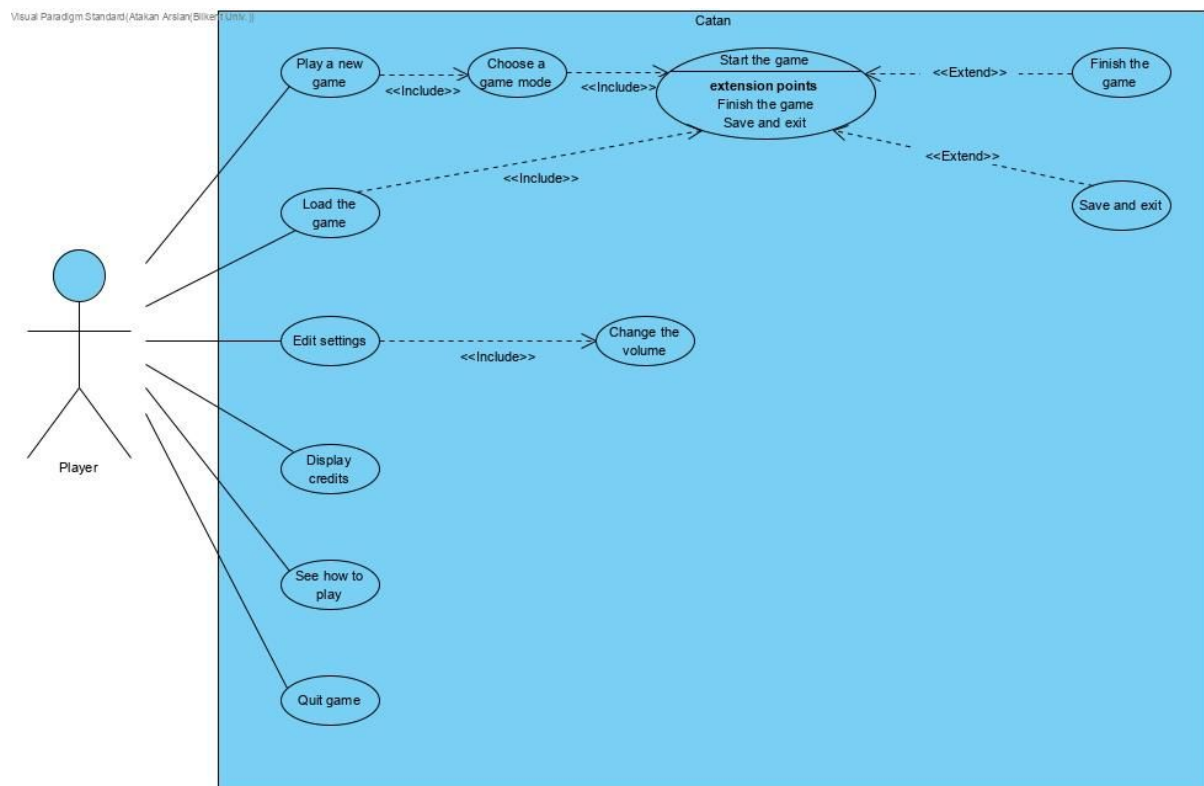 Visual Paradigm Standard(Atakan Arslan(Bilkent Univ.))
Catan
Play a new
game
<<Include>>
Choose a
game mode
<<Include>>
Start the game
extension points
Finish the game
Save and exit
<<Extend>>
Finish the
game
<<Extend>>
Save and exit
Load the
game
<<Include>>
Edit settings
<<Include>>
Change the
volume
Player
Display
credits
See how to
play
Quit game